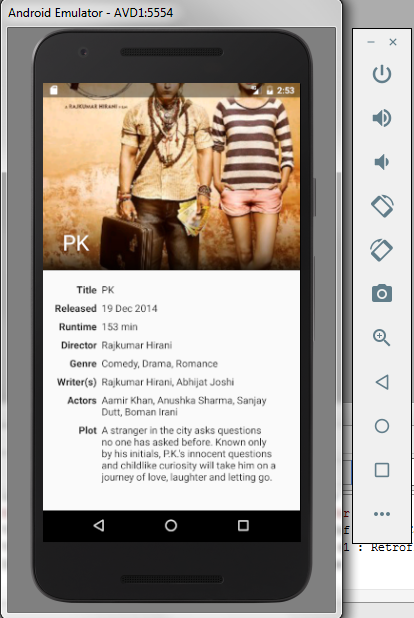 Android Emulator - AVD1:5554
2:53
a RAJKUMAR HIRANI
PK
Title PK
Released 19 Dec 2014
Runtime 153 min
Director Rajkumar Hirani
Genre Comedy, Drama, Romance
Writer(s) Rajkumar Hirani, Abhijat Joshi
Actors Aamir Khan, Anushka Sharma, Sanjay
Dutt, Boman Irani
Plot A stranger in the city asks questions
no one has asked before. Known only
by his initials, P.K.'s innocent questions
and childlike curiosity will take him on a
journey of love, laughter and letting go.
r
f
1 : Retrof